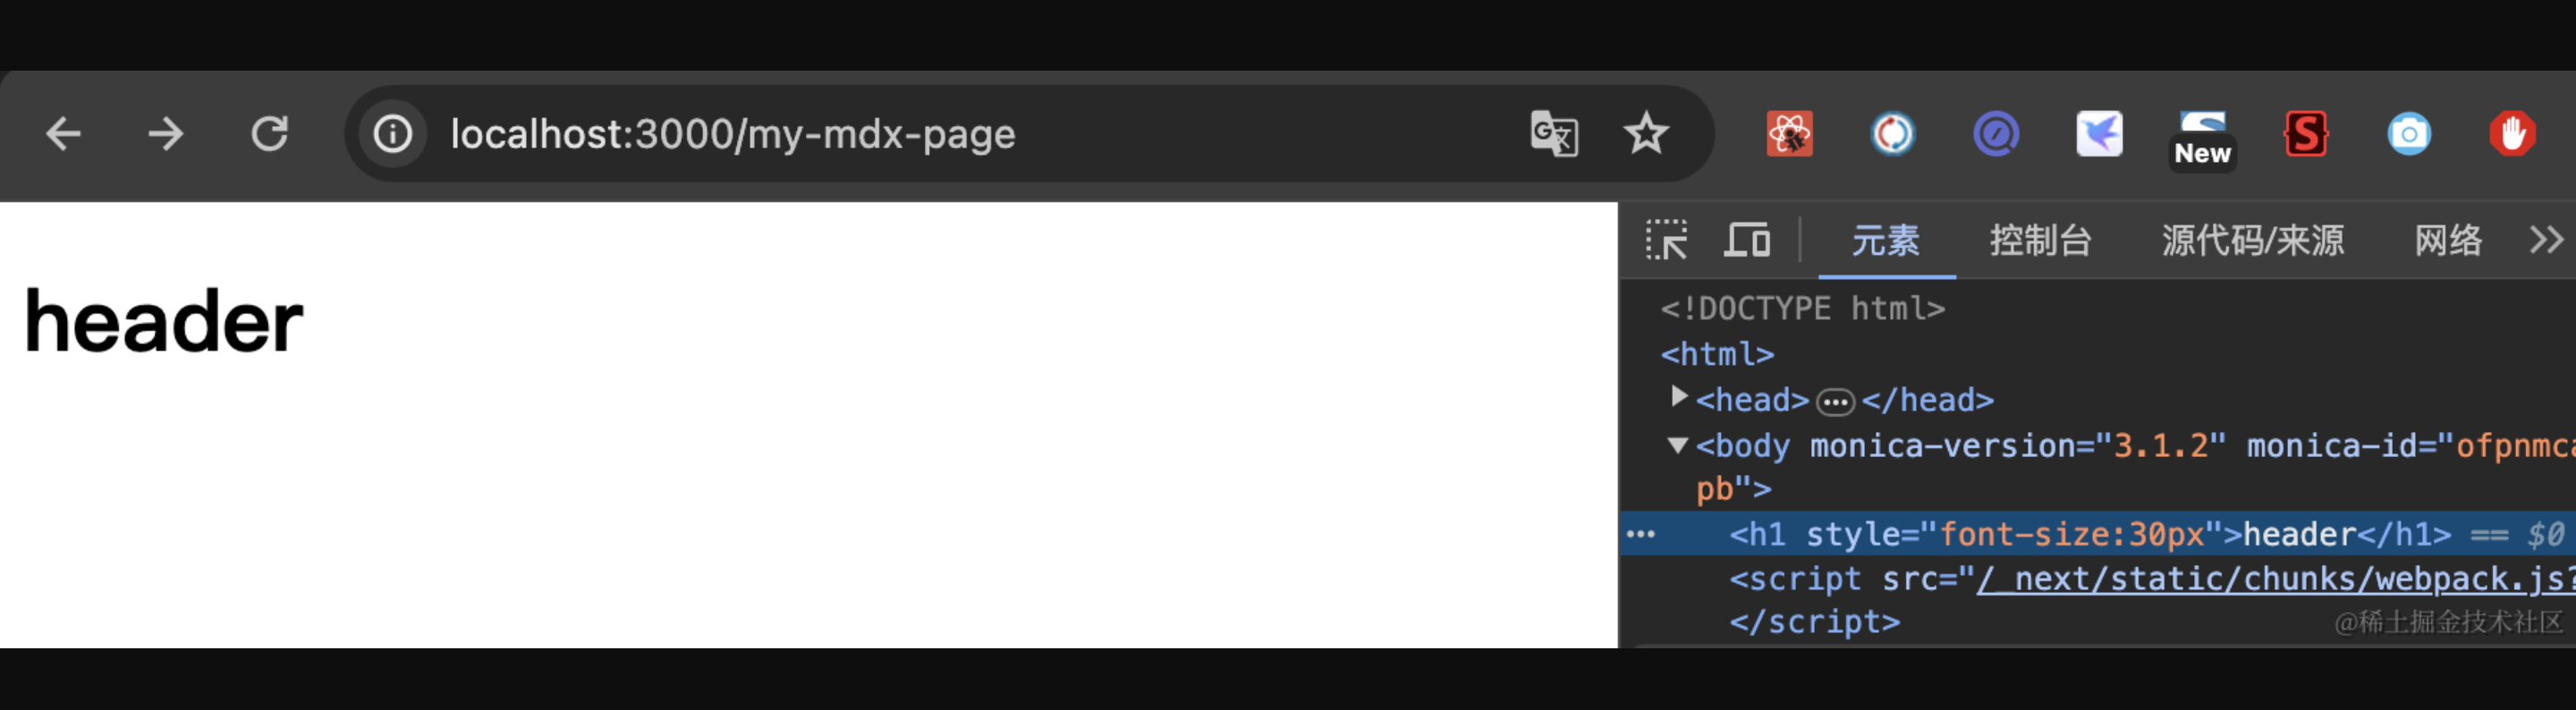 localhost:3000/my-mdx-page
New
header
元素 控制台 源代码/来源 网络
<!DOCTYPE html>
<html>
<head> ••• </head>
<body monica-version="3.1.2" monica-id="ofpnmca
pb">
<h1 style="font-size:30px">header</h1> == $0
<script src="/_next/static/chunks/webpack.js?
</script>
@稀土掘金技术社区